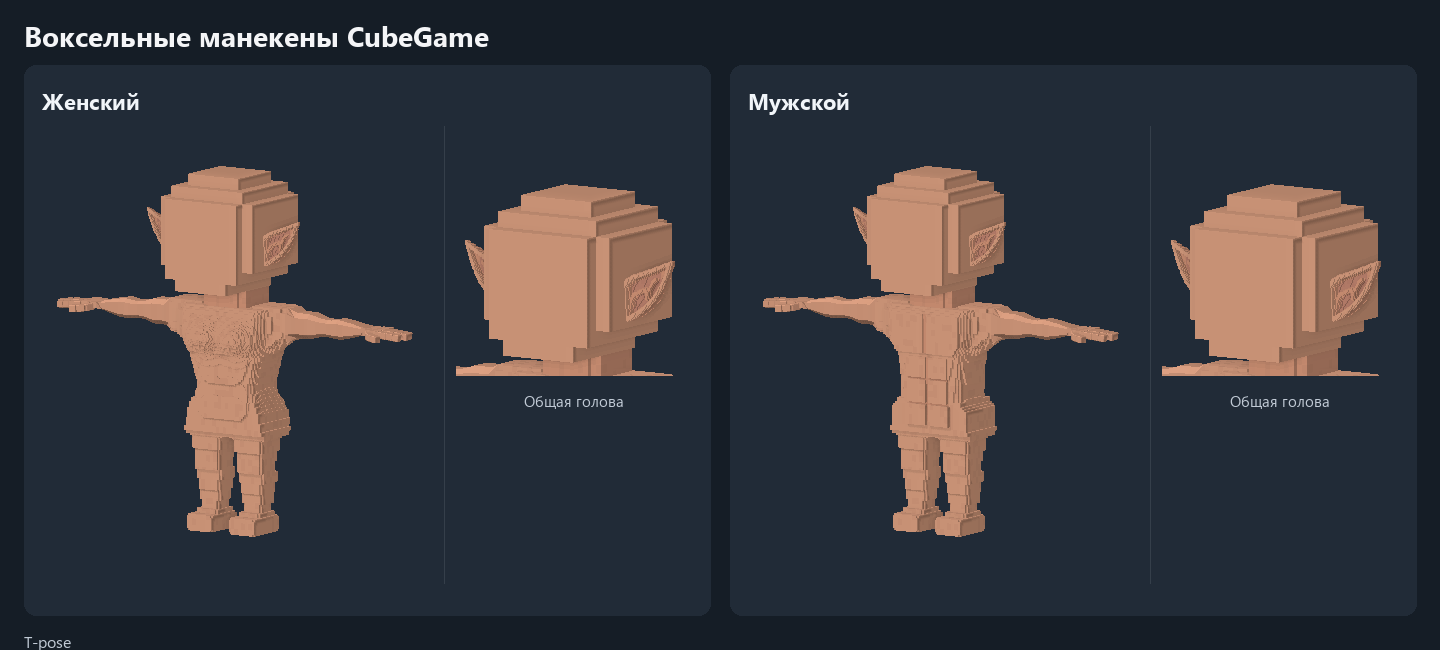 Воксельные манекены CubeGame
Женский
Мужской
Общая голова
Общая голова
T-pose